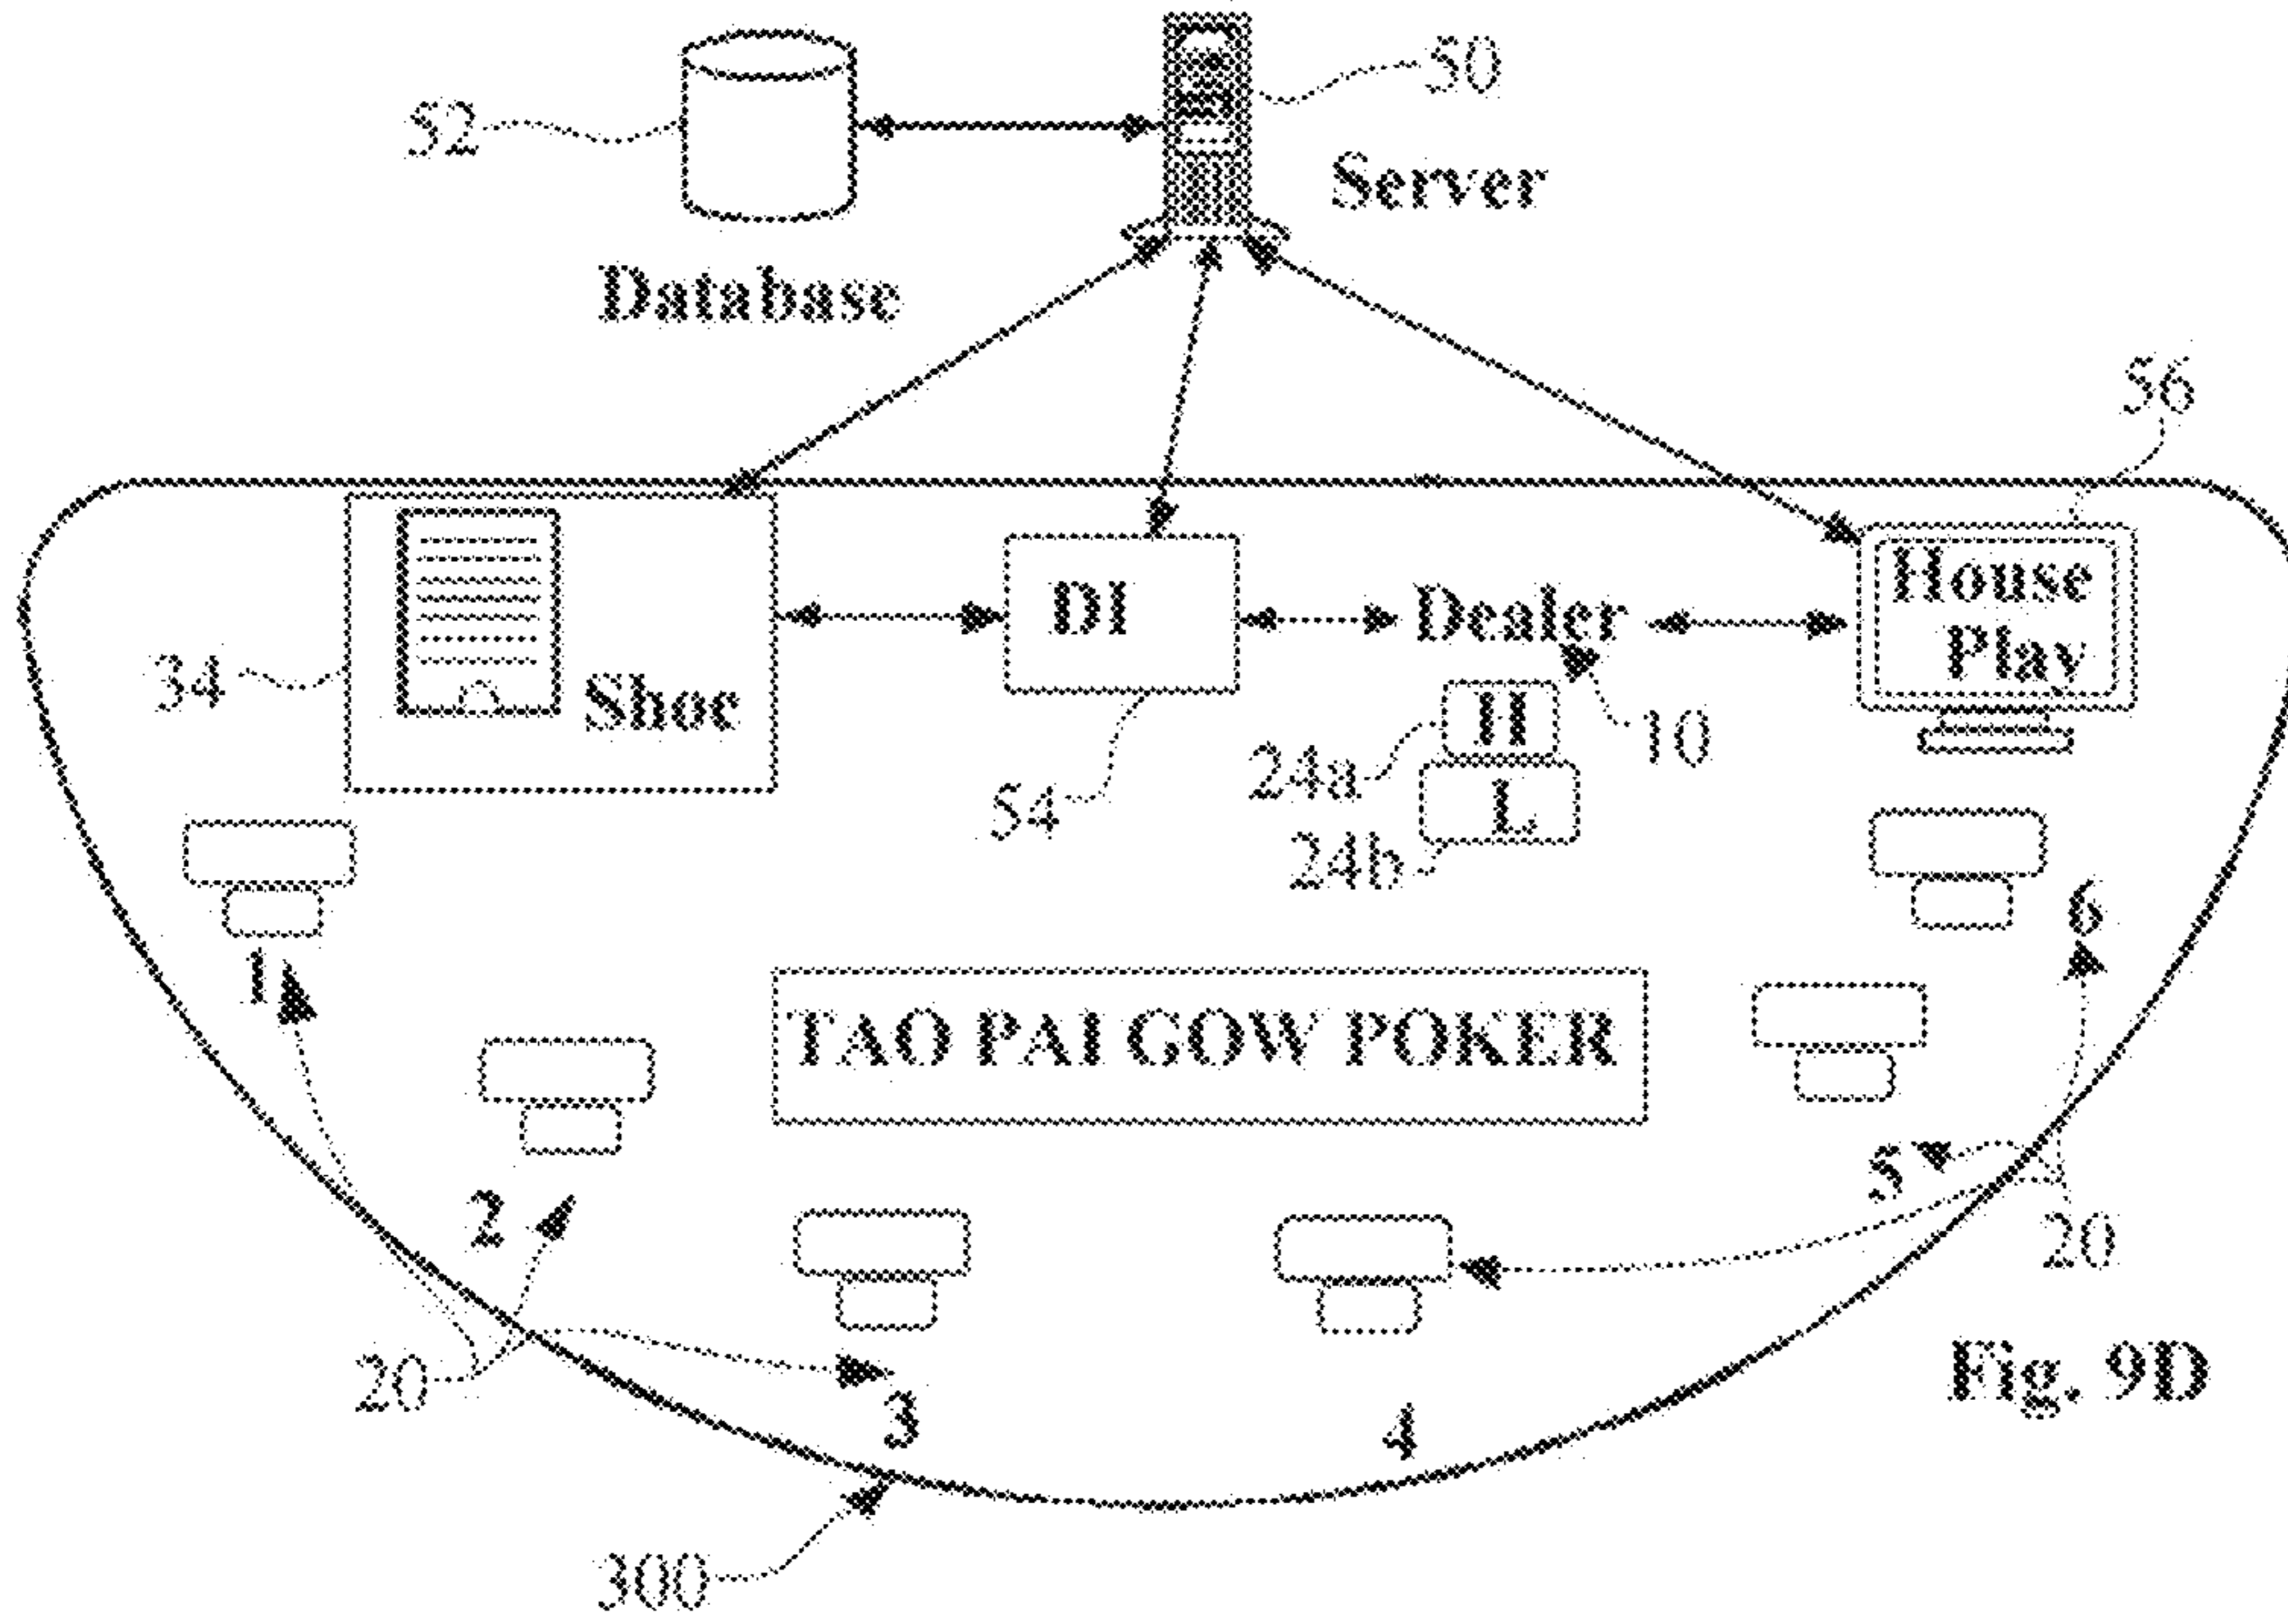 50
52
Server
Database
56
House
Play
DI
Dealer
34
Shoe
H
10
24a
L
54
24b
6
1
TAO PAI GOW POKER
5
2
20
20
3
4
Fig. 9D
300